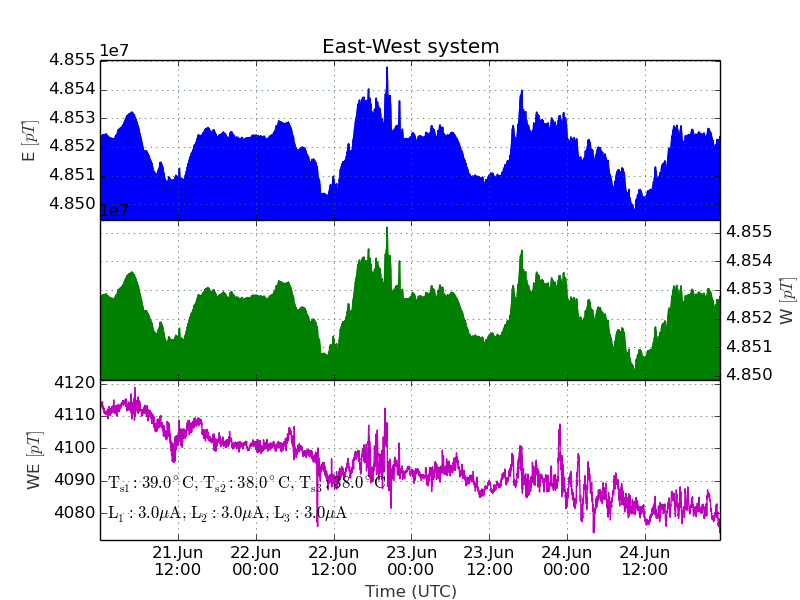 East-West system
1e7
4.855
4.854
4.853
4.852
4.851
4.850
E [pT]
1e7
4.855
4.854
4.853
4.852
4.851
4.850
W [pT]
4120
4110
4100
4090
4080
WE [pT]
T_s1 : 39.0°C, T_s2 : 38.0°C, T_s3 : 38.0°C
L_1 : 3.0μA, L_2 : 3.0μA, L_3 : 3.0μA
21.Jun 22.Jun 22.Jun 23.Jun 23.Jun 24.Jun 24.Jun
12:00 00:00 12:00 00:00 12:00 00:00 12:00
Time (UTC)